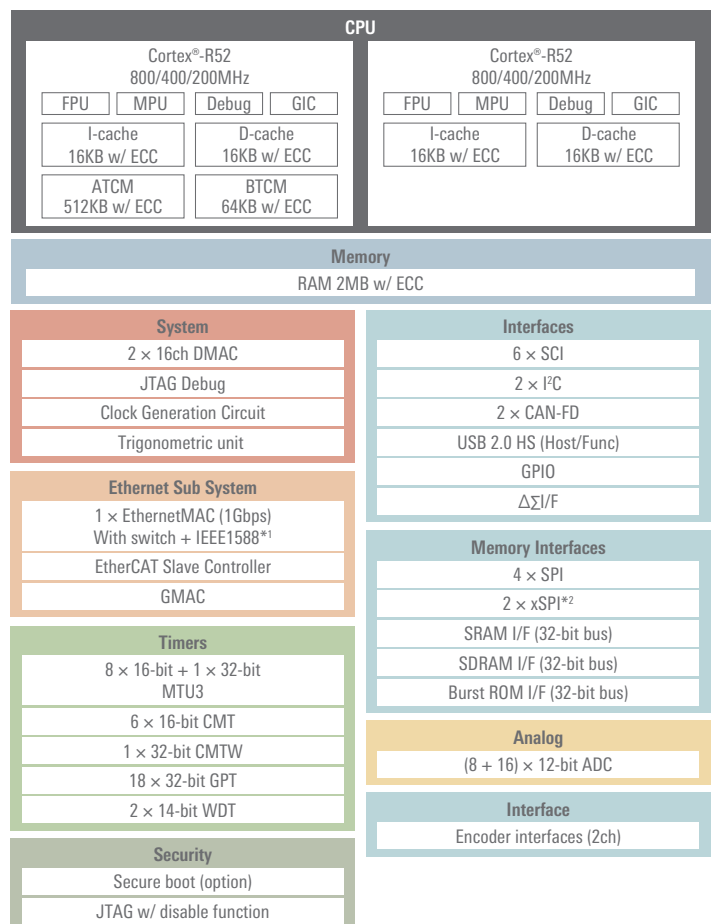 CPU
Cortex®-R52
800/400/200MHz
FPU
MPU
Debug
GIC
I-cache
16KB w/ ECC
D-cache
16KB w/ ECC
ATCM
512KB w/ ECC
BTCM
64KB w/ ECC
Cortex®-R52
800/400/200MHz
FPU
MPU
Debug
GIC
I-cache
16KB w/ ECC
D-cache
16KB w/ ECC
Memory
RAM 2MB w/ ECC
System
2 × 16ch DMAC
JTAG Debug
Clock Generation Circuit
Trigonometric unit
Ethernet Sub System
1 × EthernetMAC (1Gbps)
With switch + IEEE1588*1
EtherCAT Slave Controller
GMAC
Timers
8 × 16-bit + 1 × 32-bit
MTU3
6 × 16-bit CMT
1 × 32-bit CMTW
18 × 32-bit GPT
2 × 14-bit WDT
Security
Secure boot (option)
JTAG w/ disable function
Interfaces
6 × SCI
2 × I²C
2 × CAN-FD
USB 2.0 HS (Host/Func)
GPIO
Δ∑I/F
Memory Interfaces
4 × SPI
2 × xSPI*2
SRAM I/F (32-bit bus)
SDRAM I/F (32-bit bus)
Burst ROM I/F (32-bit bus)
Analog
(8 + 16) × 12-bit ADC
Interface
Encoder interfaces (2ch)